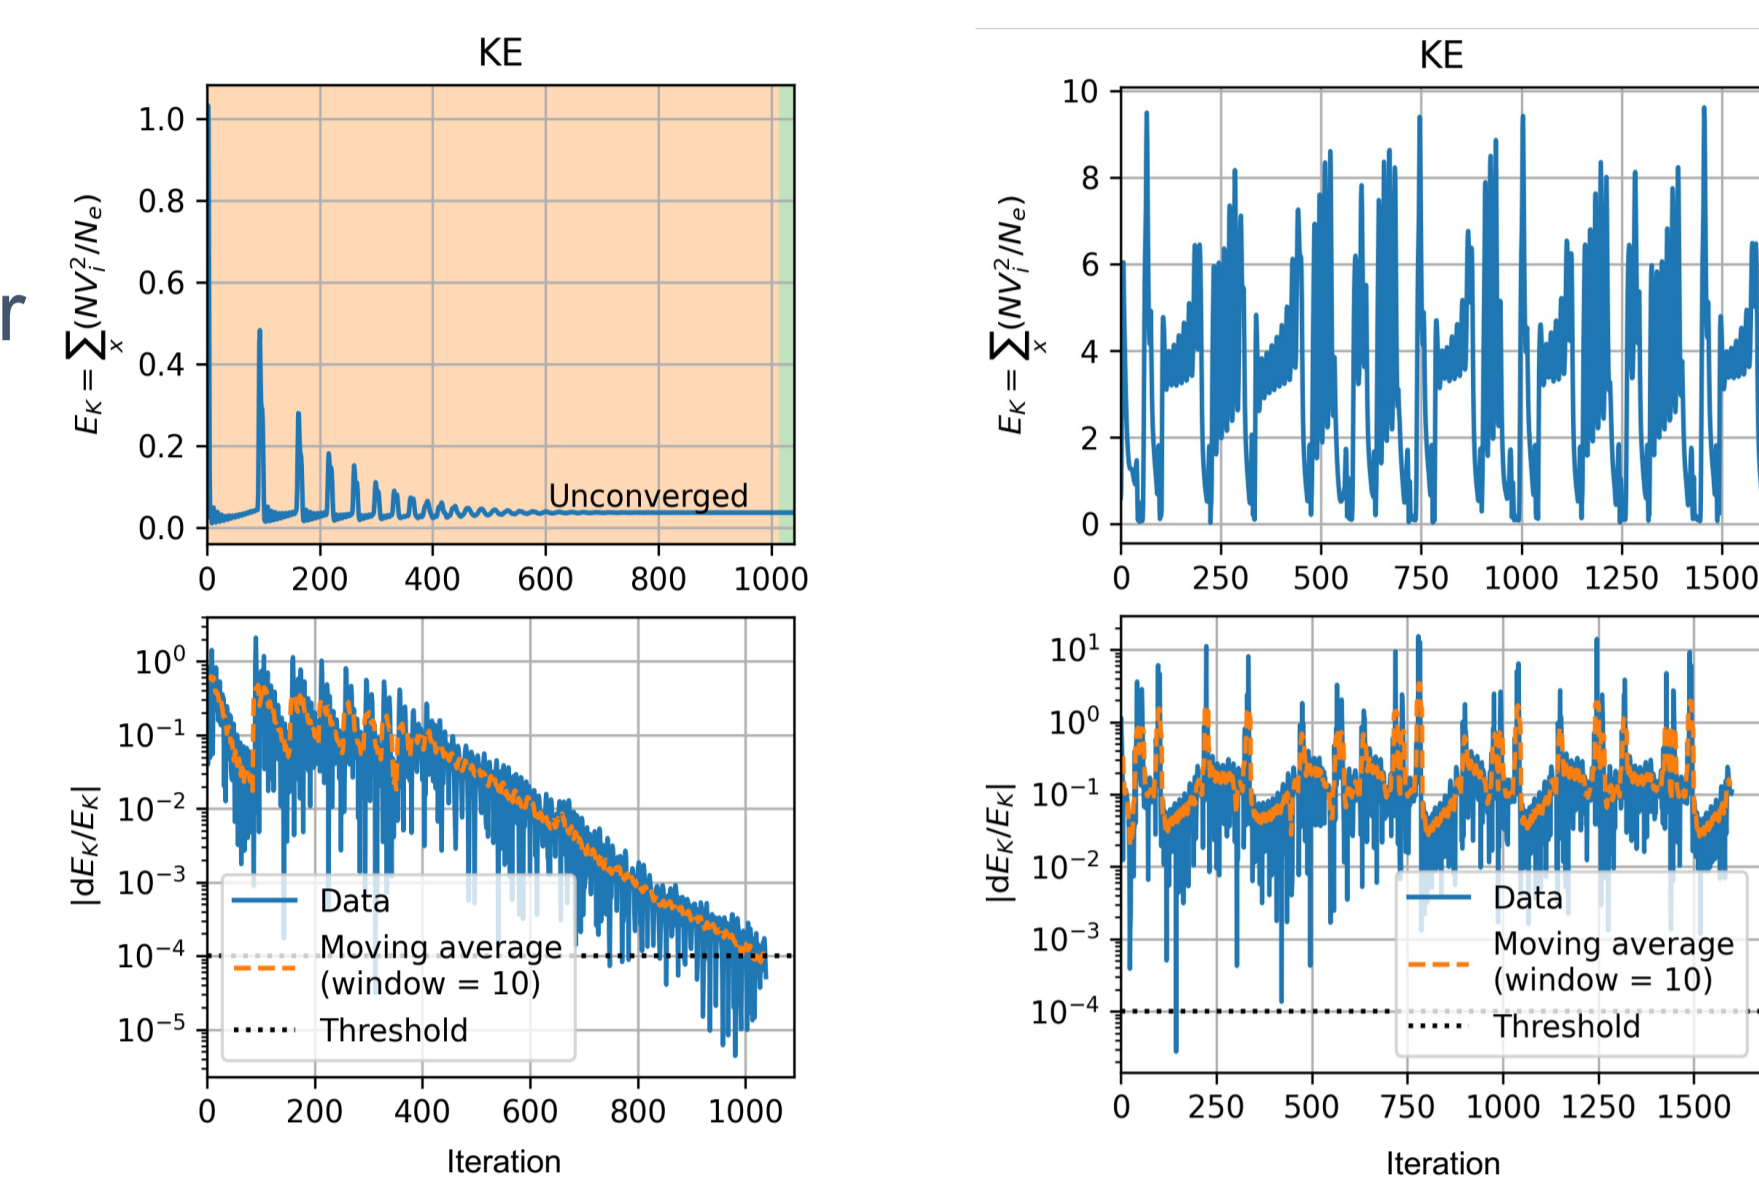 r
KE
E_K = ∑_x (NV_i^2/N_e)
1.0
0.8
0.6
0.4
0.2
0.0
Unconverged
0 200 400 600 800 1000
|dE_K/E_K|
10^0
10^−1
10^−2
10^−3
10^−4
10^−5
Data
Moving average
(window = 10)
Threshold
0 200 400 600 800 1000
Iteration
KE
E_K = ∑_x (NV_i^2/N_e)
10
8
6
4
2
0
0 250 500 750 1000 1250 1500
|dE_K/E_K|
10^1
10^0
10^−1
10^−2
10^−3
10^−4
Data
Moving average
(window = 10)
Threshold
0 250 500 750 1000 1250 1500
Iteration